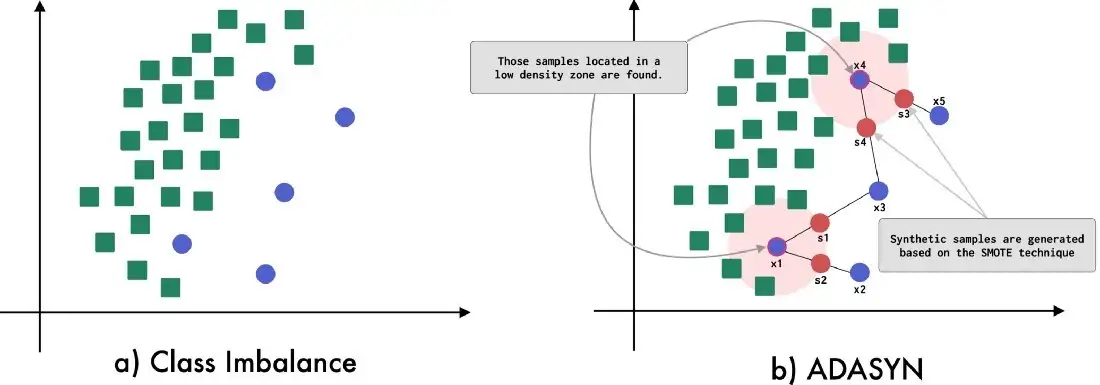 Those samples located in a
low density zone are found.
x4
x5
s3
s4
x3
s1
x1
s2
x2
Synthetic samples are generated
based on the SMOTE technique
a) Class Imbalance
b) ADASYN